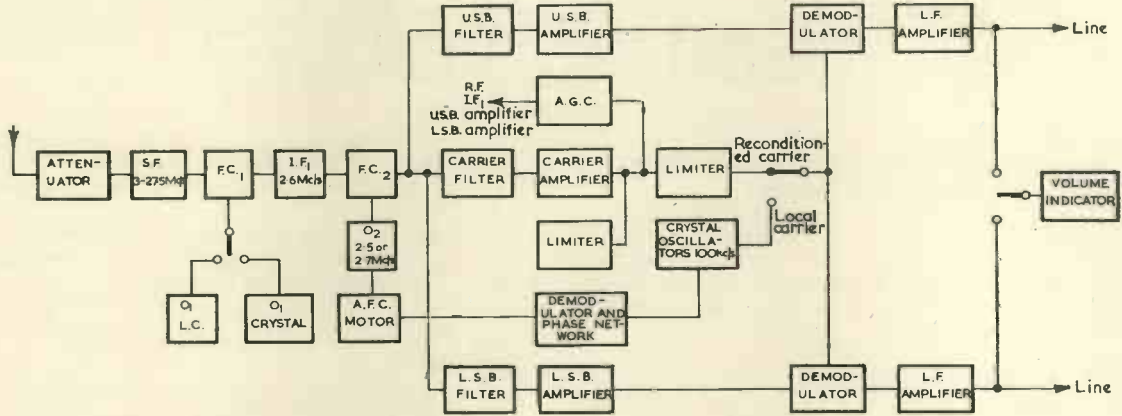 U.S.B.
FILTER
U.S.B.
AMPLIFIER
DEMOD-
ULATOR
L.F.
AMPLIFIER
Line
R.F.
I.F.1
U.S.B. amplifier
L.S.B. amplifier
A.G.C.
ATTEN-
UATOR
S.F.
3-27.5Mc/s
F.C.1
I.F.1
2.6Mc/s
F.C.2
CARRIER
FILTER
CARRIER
AMPLIFIER
LIMITER
Recondition-
ed carrier
VOLUME
INDICATOR
LIMITER
CRYSTAL
OSCILLA-
TORS 100kc/s
Local
carrier
O2
2.5 or
2.7Mc/s
O1
L.C.
O1
CRYSTAL
A.F.C.
MOTOR
DEMOD-
ULATOR AND
PHASE NET-
WORK
L.S.B.
FILTER
L.S.B.
AMPLIFIER
DEMOD-
ULATOR
L.F.
AMPLIFIER
Line